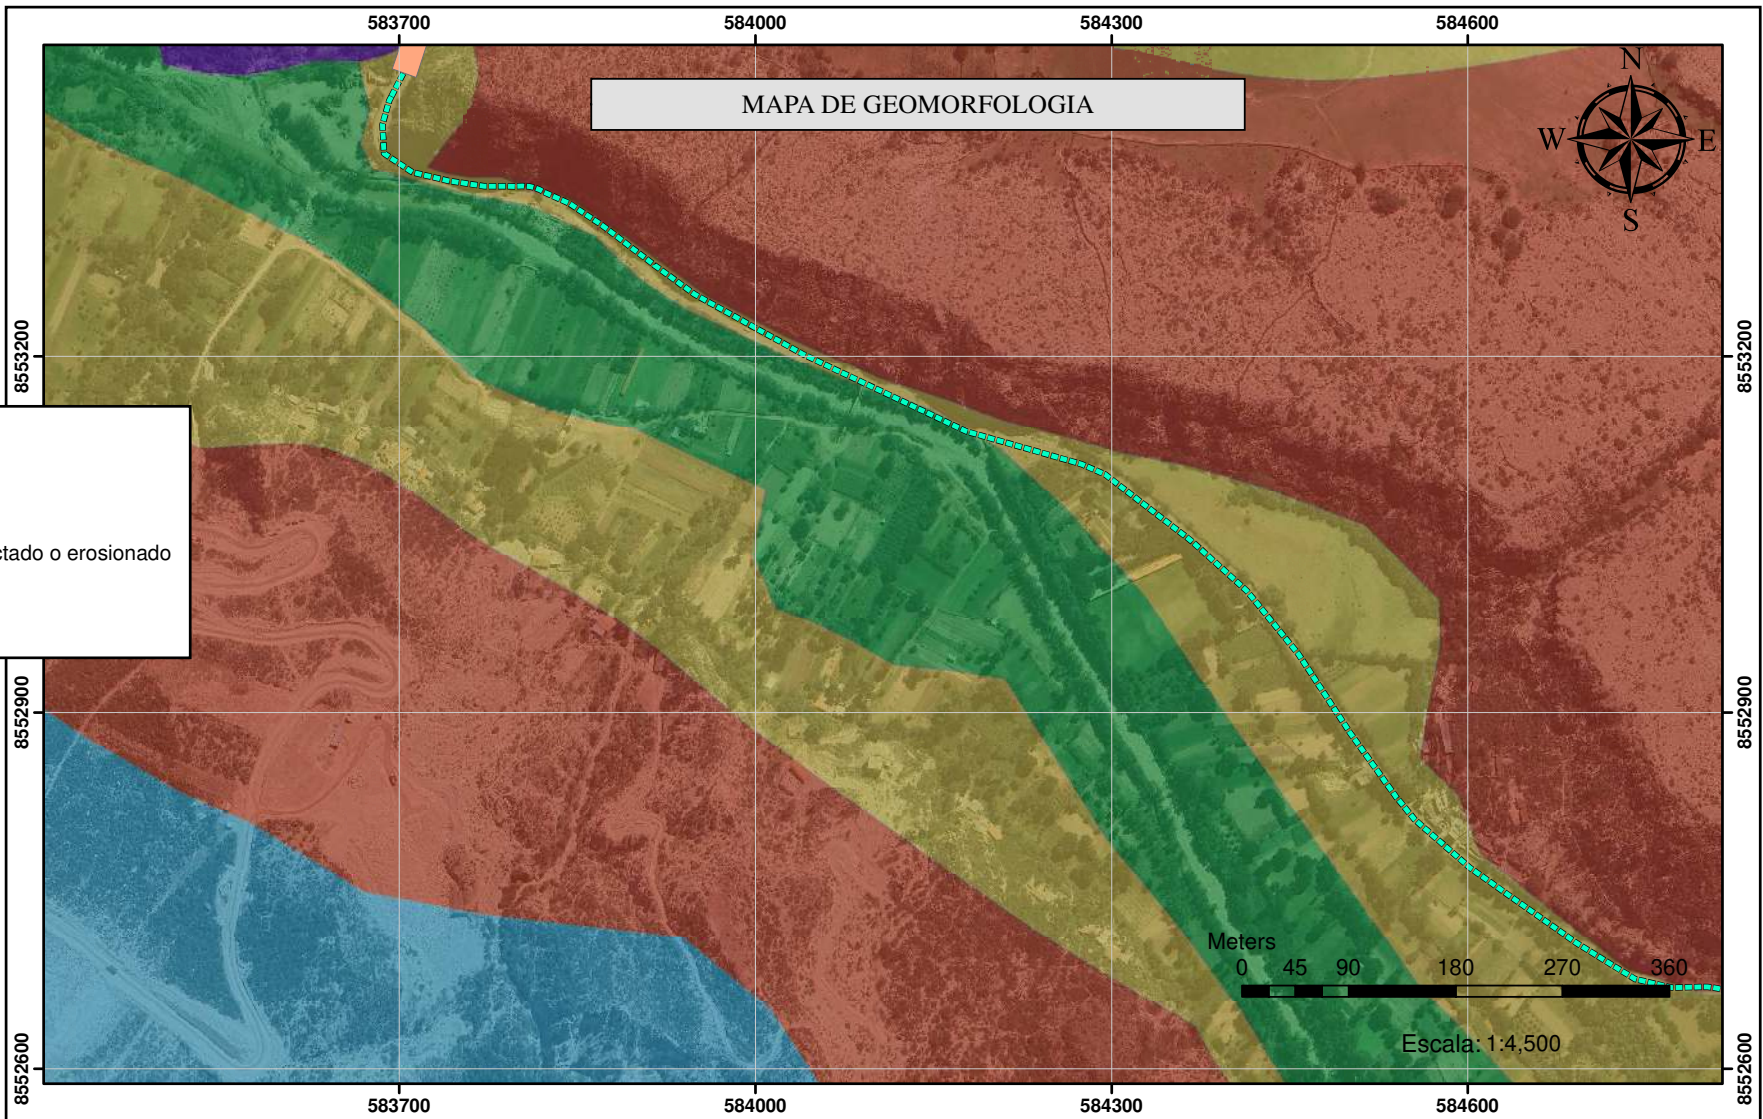 583700 584000 584300 584600
MAPA DE GEOMORFOLOGIA
N
W E
S
8553200 8553200
ctado o erosionado
8552900 8552900
Meters
0 45 90 180 270 360
Escala: 1:4,500
8552600 8552600
583700 584000 584300 584600